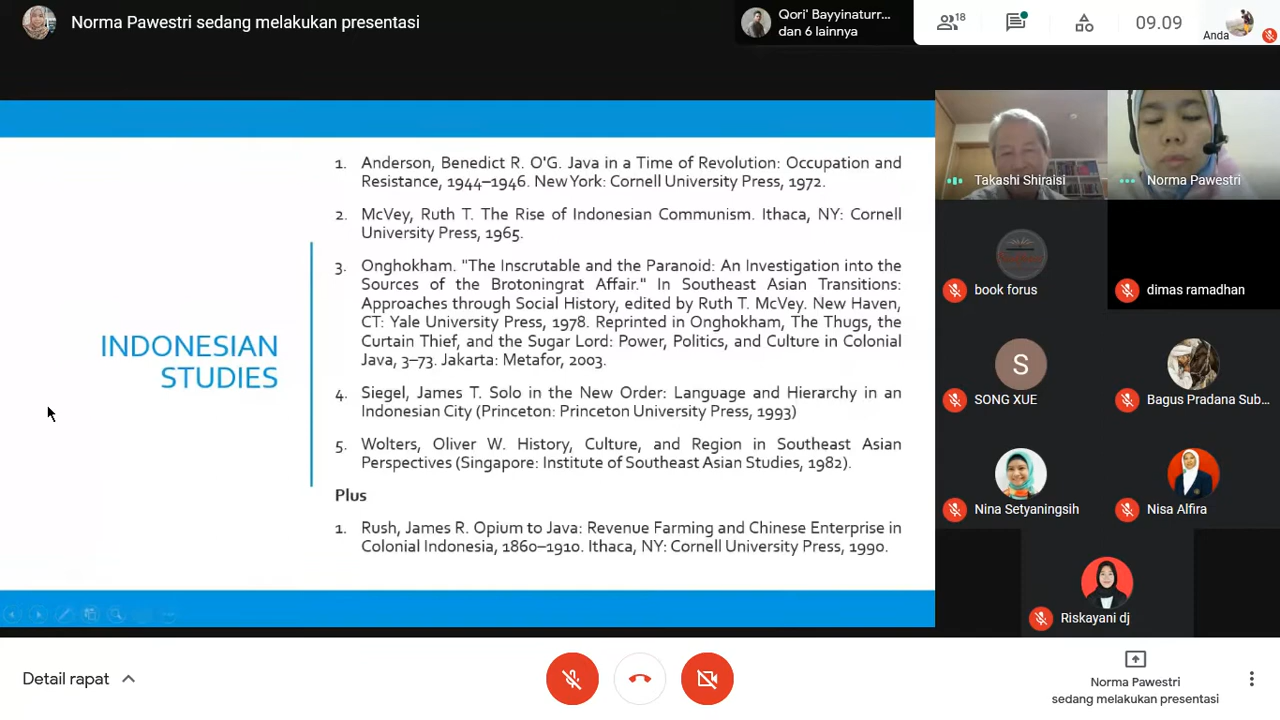 Norma Pawestri sedang melakukan presentasi
Qori' Bayyinaturr...
dan 6 lainnya
18
09.09
Anda
INDONESIAN
STUDIES
1. Anderson, Benedict R. O'G. Java in a Time of Revolution: Occupation and
Resistance, 1944–1946. New York: Cornell University Press, 1972.
2. McVey, Ruth T. The Rise of Indonesian Communism. Ithaca, NY: Cornell
University Press, 1965.
3. Onghokham. "The Inscrutable and the Paranoid: An Investigation into the
Sources of the Brotoningrat Affair." In Southeast Asian Transitions:
Approaches through Social History, edited by Ruth T. McVey. New Haven,
CT: Yale University Press, 1978. Reprinted in Onghokham, The Thugs, the
Curtain Thief, and the Sugar Lord: Power, Politics, and Culture in Colonial
Java, 3–73. Jakarta: Metafor, 2003.
4. Siegel, James T. Solo in the New Order: Language and Hierarchy in an
Indonesian City (Princeton: Princeton University Press, 1993)
5. Wolters, Oliver W. History, Culture, and Region in Southeast Asian
Perspectives (Singapore: Institute of Southeast Asian Studies, 1982).
Plus
1. Rush, James R. Opium to Java: Revenue Farming and Chinese Enterprise in
Colonial Indonesia, 1860–1910. Ithaca, NY: Cornell University Press, 1990.
Takashi Shiraisi
Norma Pawestri
book forus
dimas ramadhan
S
SONG XUE
Bagus Pradana Sub...
Nina Setyaningsih
Nisa Alfira
Riskayani dj
Detail rapat
Norma Pawestri
sedang melakukan presentasi